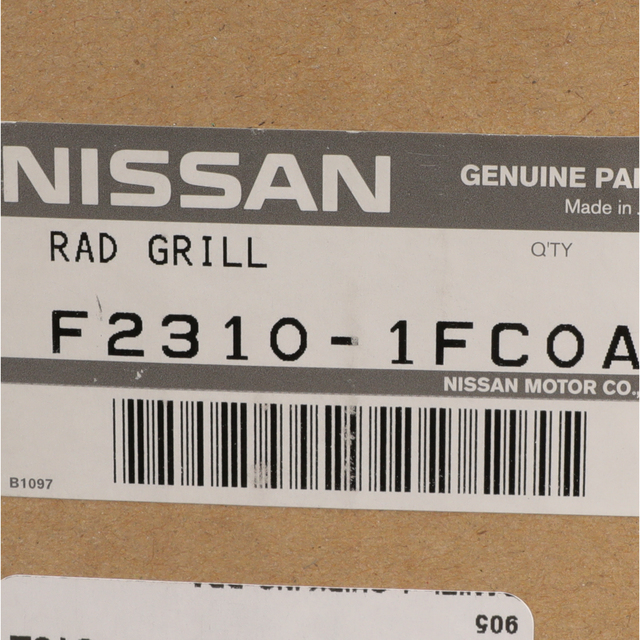 NISSAN
GENUINE PA
Made in
RAD GRILL
Q'TY
F2310-1FC0A
NISSAN MOTOR CO.,
B1097
905